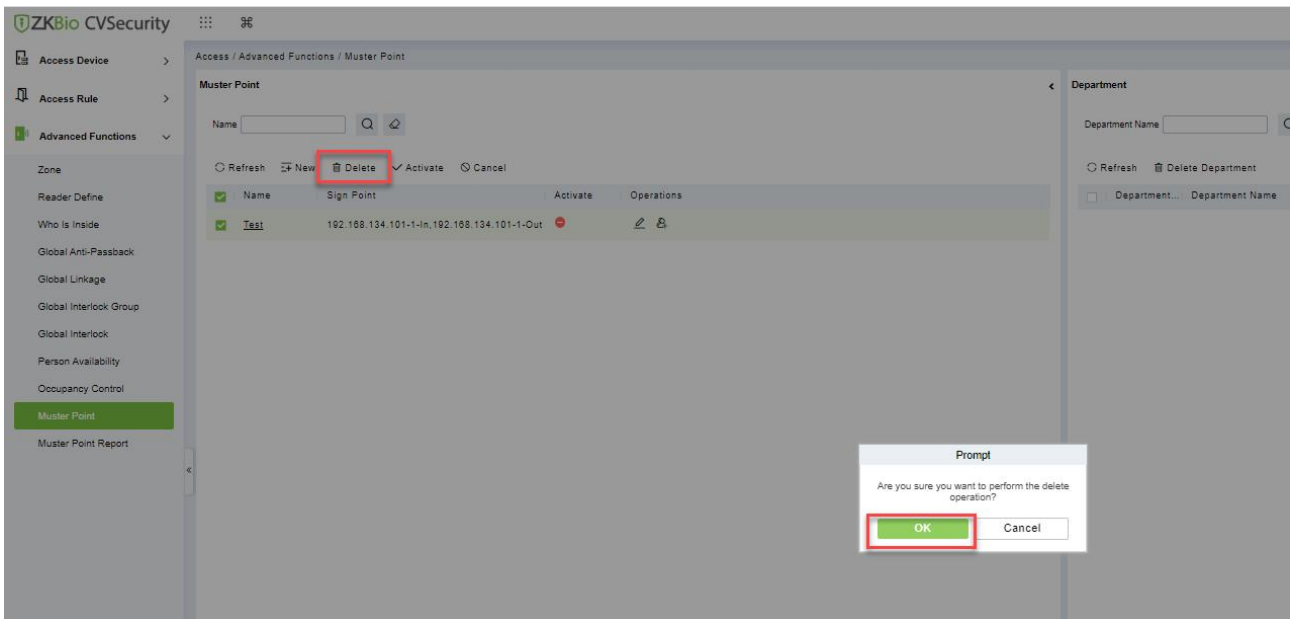 ZKBio CVSecurity
Access / Advanced Functions / Muster Point
Access Device
Access Rule
Advanced Functions
Zone
Reader Define
Who Is Inside
Global Anti-Passback
Global Linkage
Global Interlock Group
Global Interlock
Person Availability
Occupancy Control
Muster Point
Muster Point Report
Muster Point
Name
Refresh New Delete Activate Cancel
Name Sign Point Activate Operations
Test 192.168.134.101-1-In,192.168.134.101-1-Out
Department
Department Name
Refresh Delete Department
Department... Department Name
Prompt
Are you sure you want to perform the delete
operation?
OK Cancel